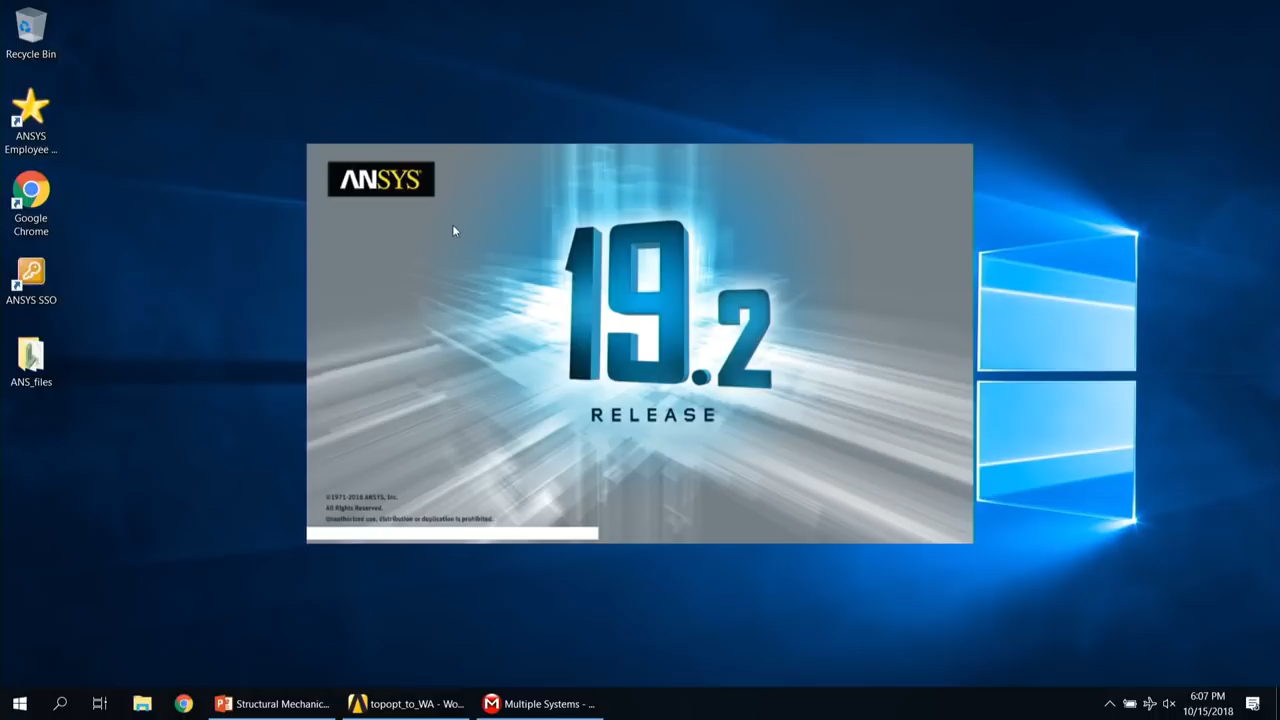 Recycle Bin
ANSYS
Employee ...
Google
Chrome
ANSYS SSO
ANS_files
ANSYS
19.2
RELEASE
©1971-2018 ANSYS, Inc.
All Rights Reserved.
Unauthorized use, distribution or duplication is prohibited.
Structural Mechanic...
topopt_to_WA - Wo...
Multiple Systems - ...
6:07 PM
10/15/2018